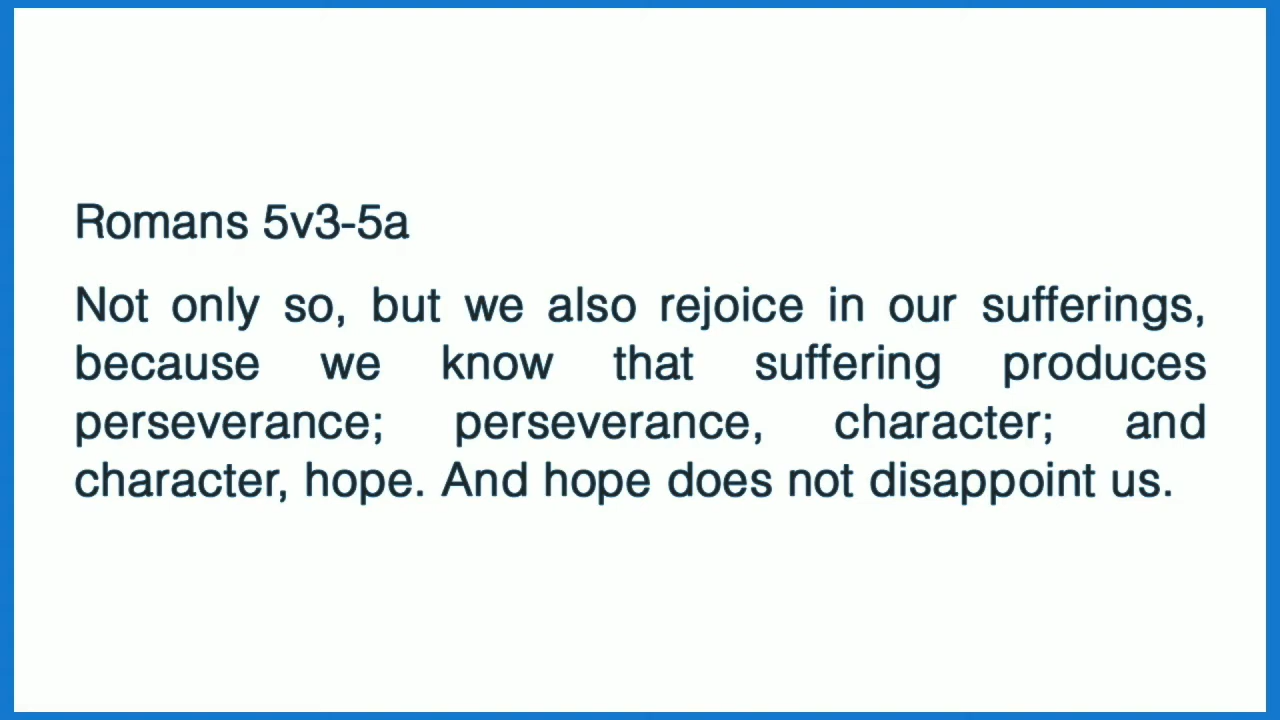 Romans 5v3-5a
Not only so, but we also rejoice in our sufferings,
because we know that suffering produces
perseverance; perseverance, character; and
character, hope. And hope does not disappoint us.